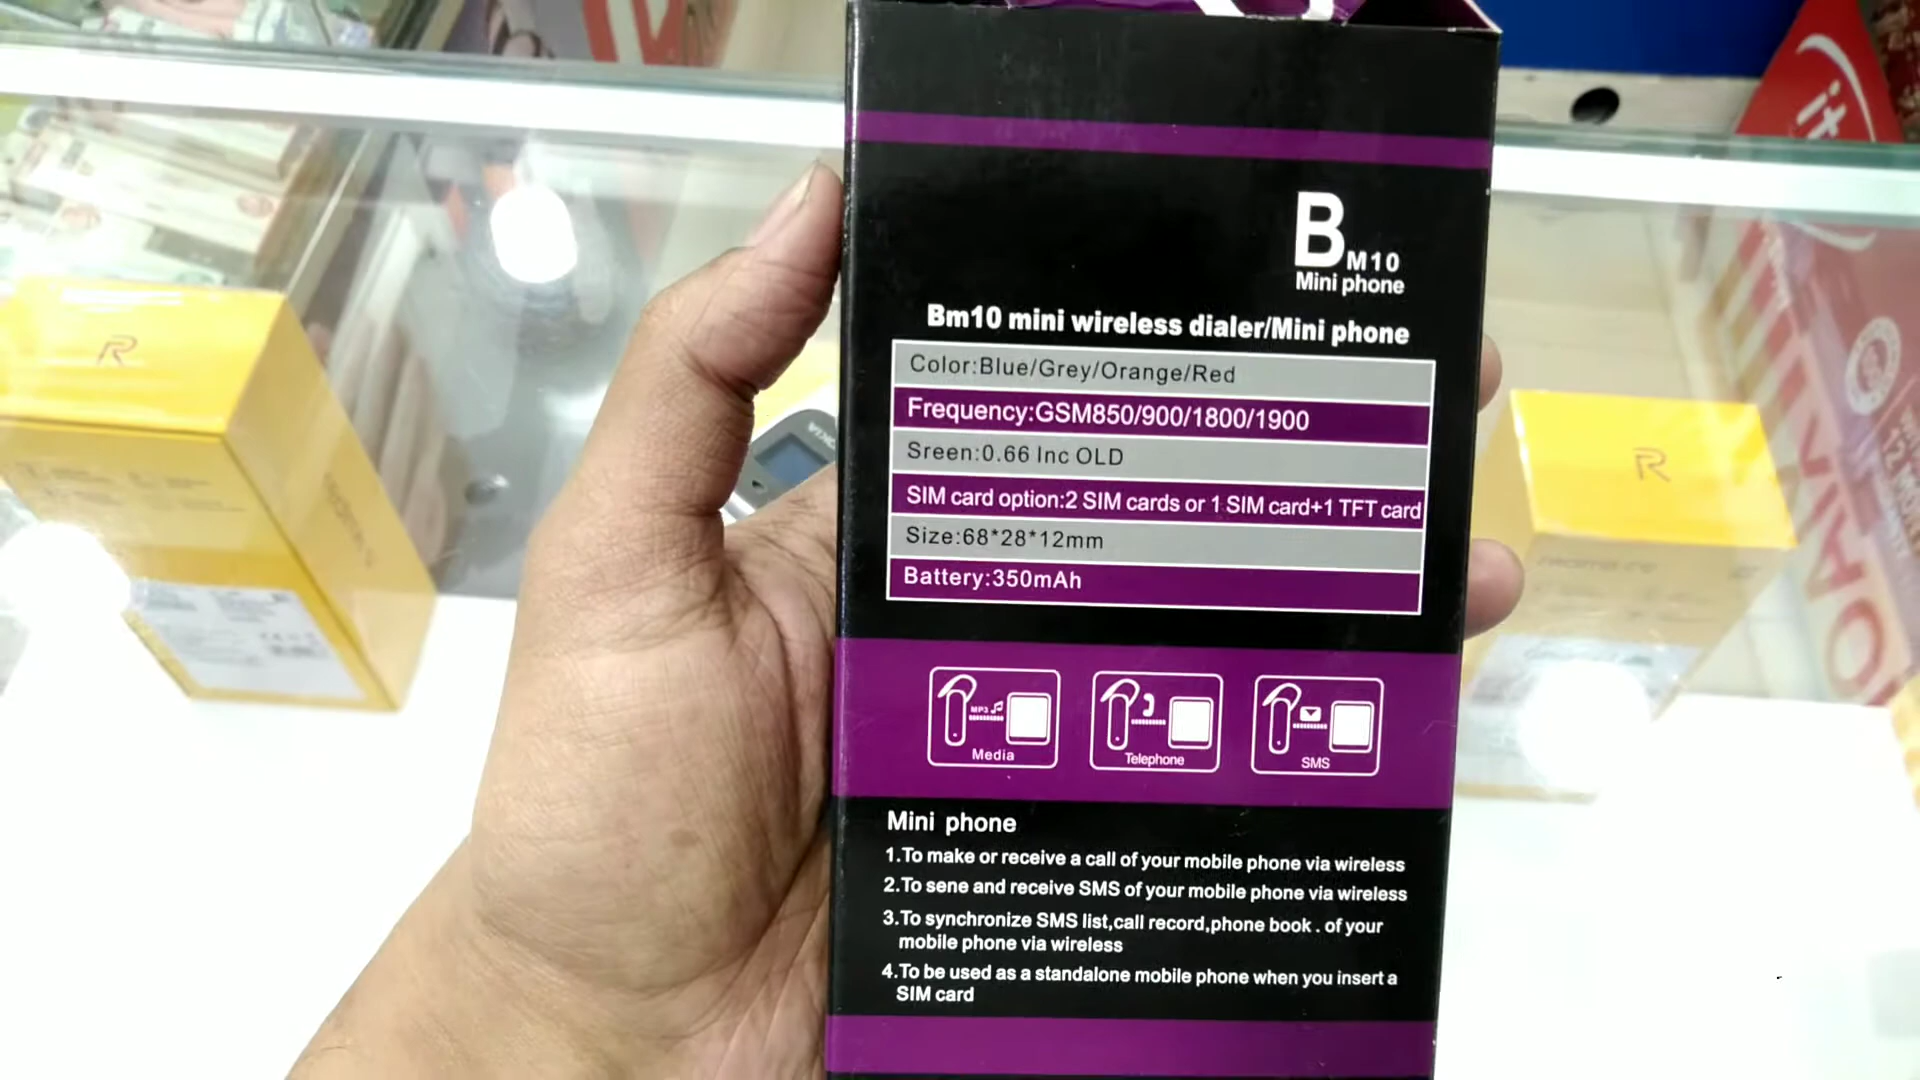 B M10
Mini phone
Bm10 mini wireless dialer/Mini phone
Color:Blue/Grey/Orange/Red
Frequency:GSM850/900/1800/1900
Sreen:0.66 Inc OLD
SIM card option:2 SIM cards or 1 SIM card+1 TFT card
Size:68*28*12mm
Battery:350mAh
MP3
Media
Telephone
SMS
Mini phone
1.To make or receive a call of your mobile phone via wireless
2.To sene and receive SMS of your mobile phone via wireless
3.To synchronize SMS list,call record,phone book . of your
mobile phone via wireless
4.To be used as a standalone mobile phone when you insert a
SIM card
NOKIA
R
R
it
12 MON